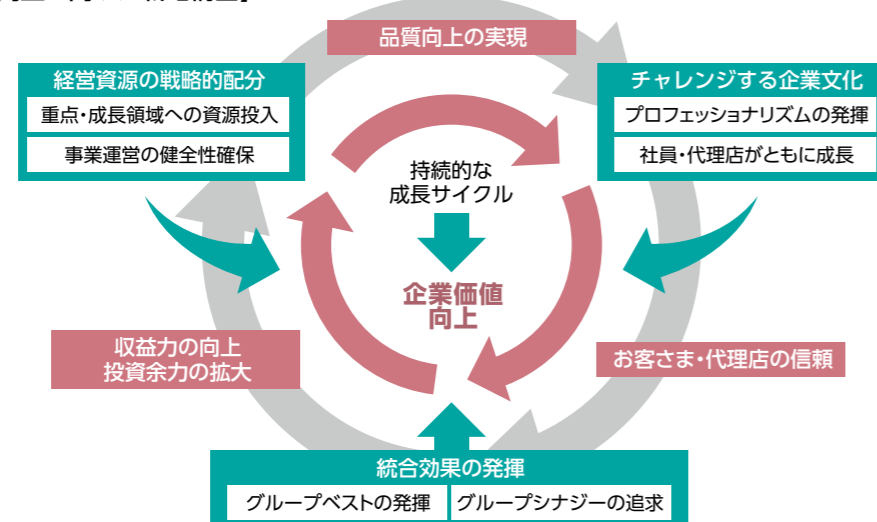 品質向上の実現
経営資源の戦略的配分
重点・成長領域への資源投入
事業運営の健全性確保
チャレンジする企業文化
プロフェッショナリズムの発揮
社員・代理店がともに成長
持続的な
成長サイクル
企業価値
向上
収益力の向上
投資余力の拡大
お客さま・代理店の信頼
統合効果の発揮
グループベストの発揮
グループシナジーの追求